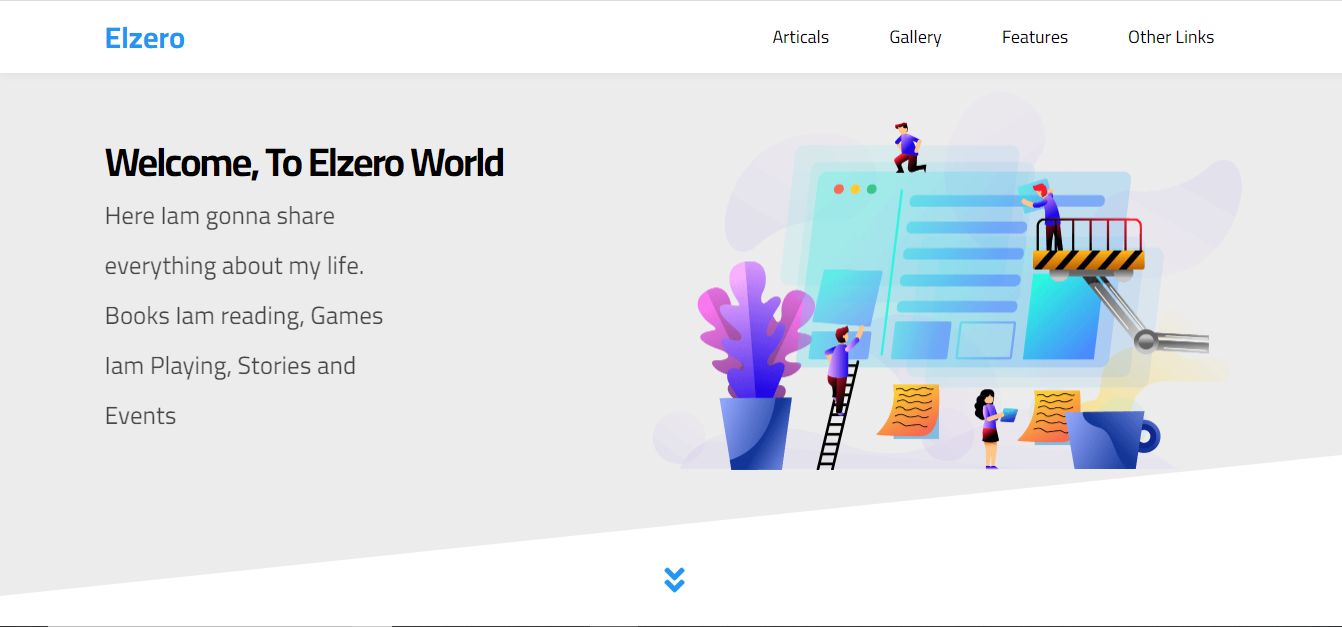 Elzero
Articals
Gallery
Features
Other Links
Welcome, To Elzero World
Here Iam gonna share
everything about my life.
Books Iam reading, Games
Iam Playing, Stories and
Events